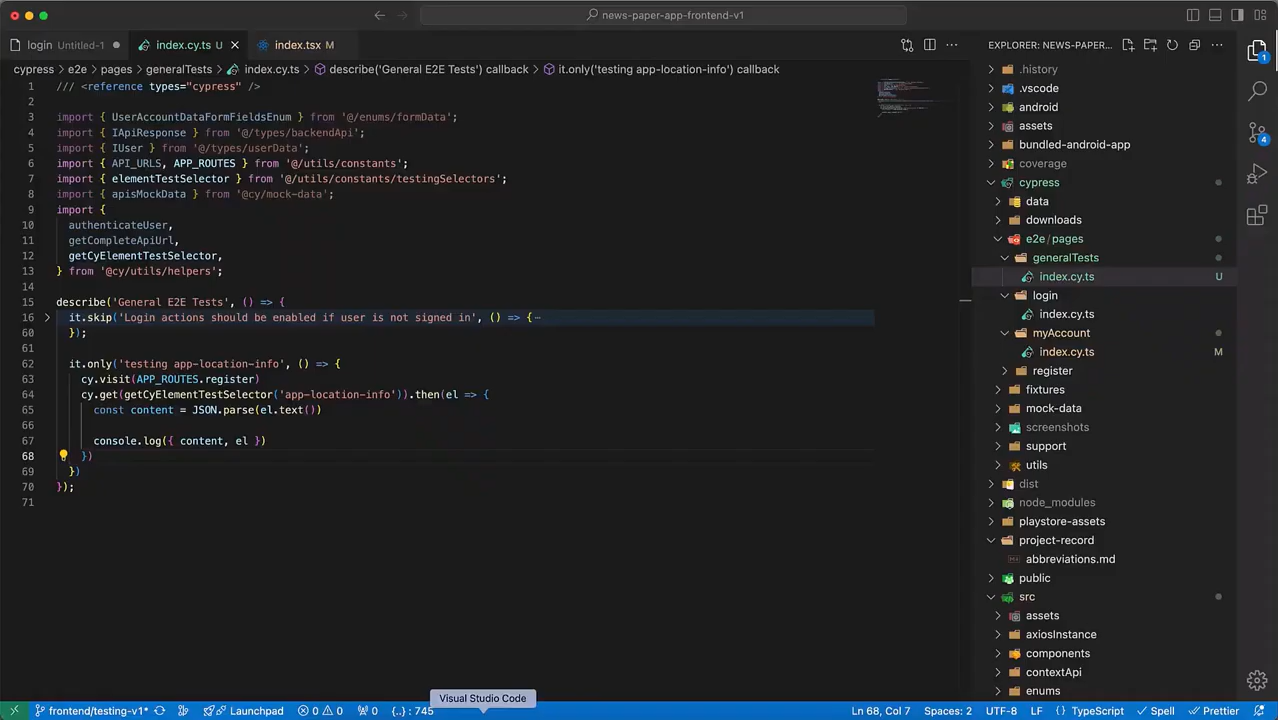 news-paper-app-frontend-v1
login Untitled-1
index.cy.ts U
index.tsx M
EXPLORER: NEWS-PAPER...
cypress > e2e > pages > generalTests > index.cy.ts > describe('General E2E Tests') callback > it.only('testing app-location-info') callback
1 /// <reference types="cypress" />
2
3 import { UserAccountDataFormFieldsEnum } from '@/enums/formData';
4 import { IApiResponse } from '@/types/backendApi';
5 import { IUser } from '@/types/userData';
6 import { API_URLS, APP_ROUTES } from '@/utils/constants';
7 import { elementTestSelector } from '@/utils/constants/testingSelectors';
8 import { apisMockData } from '@cy/mock-data';
9 import {
10 authenticateUser,
11 getCompleteApiUrl,
12 getCyElementTestSelector,
13 } from '@cy/utils/helpers';
14
15 describe('General E2E Tests', () => {
16 it.skip('Login actions should be enabled if user is not signed in', () => {…
60 });
61
62 it.only('testing app-location-info', () => {
63 cy.visit(APP_ROUTES.register)
64 cy.get(getCyElementTestSelector('app-location-info')).then(el => {
65 const content = JSON.parse(el.text())
66
67 console.log({ content, el })
68 })
69 })
70 });
71
.history
.vscode
android
assets
bundled-android-app
coverage
cypress
data
downloads
e2e/pages
generalTests
index.cy.ts U
login
index.cy.ts
myAccount
index.cy.ts M
register
fixtures
mock-data
screenshots
support
utils
dist
node_modules
playstore-assets
project-record
abbreviations.md
public
src
assets
axiosInstance
components
contextApi
enums
1
4
Visual Studio Code
frontend/testing-v1* Launchpad 0 0 0 {..} : 745 Ln 68, Col 7 Spaces: 2 UTF-8 LF {} TypeScript Spell Prettier